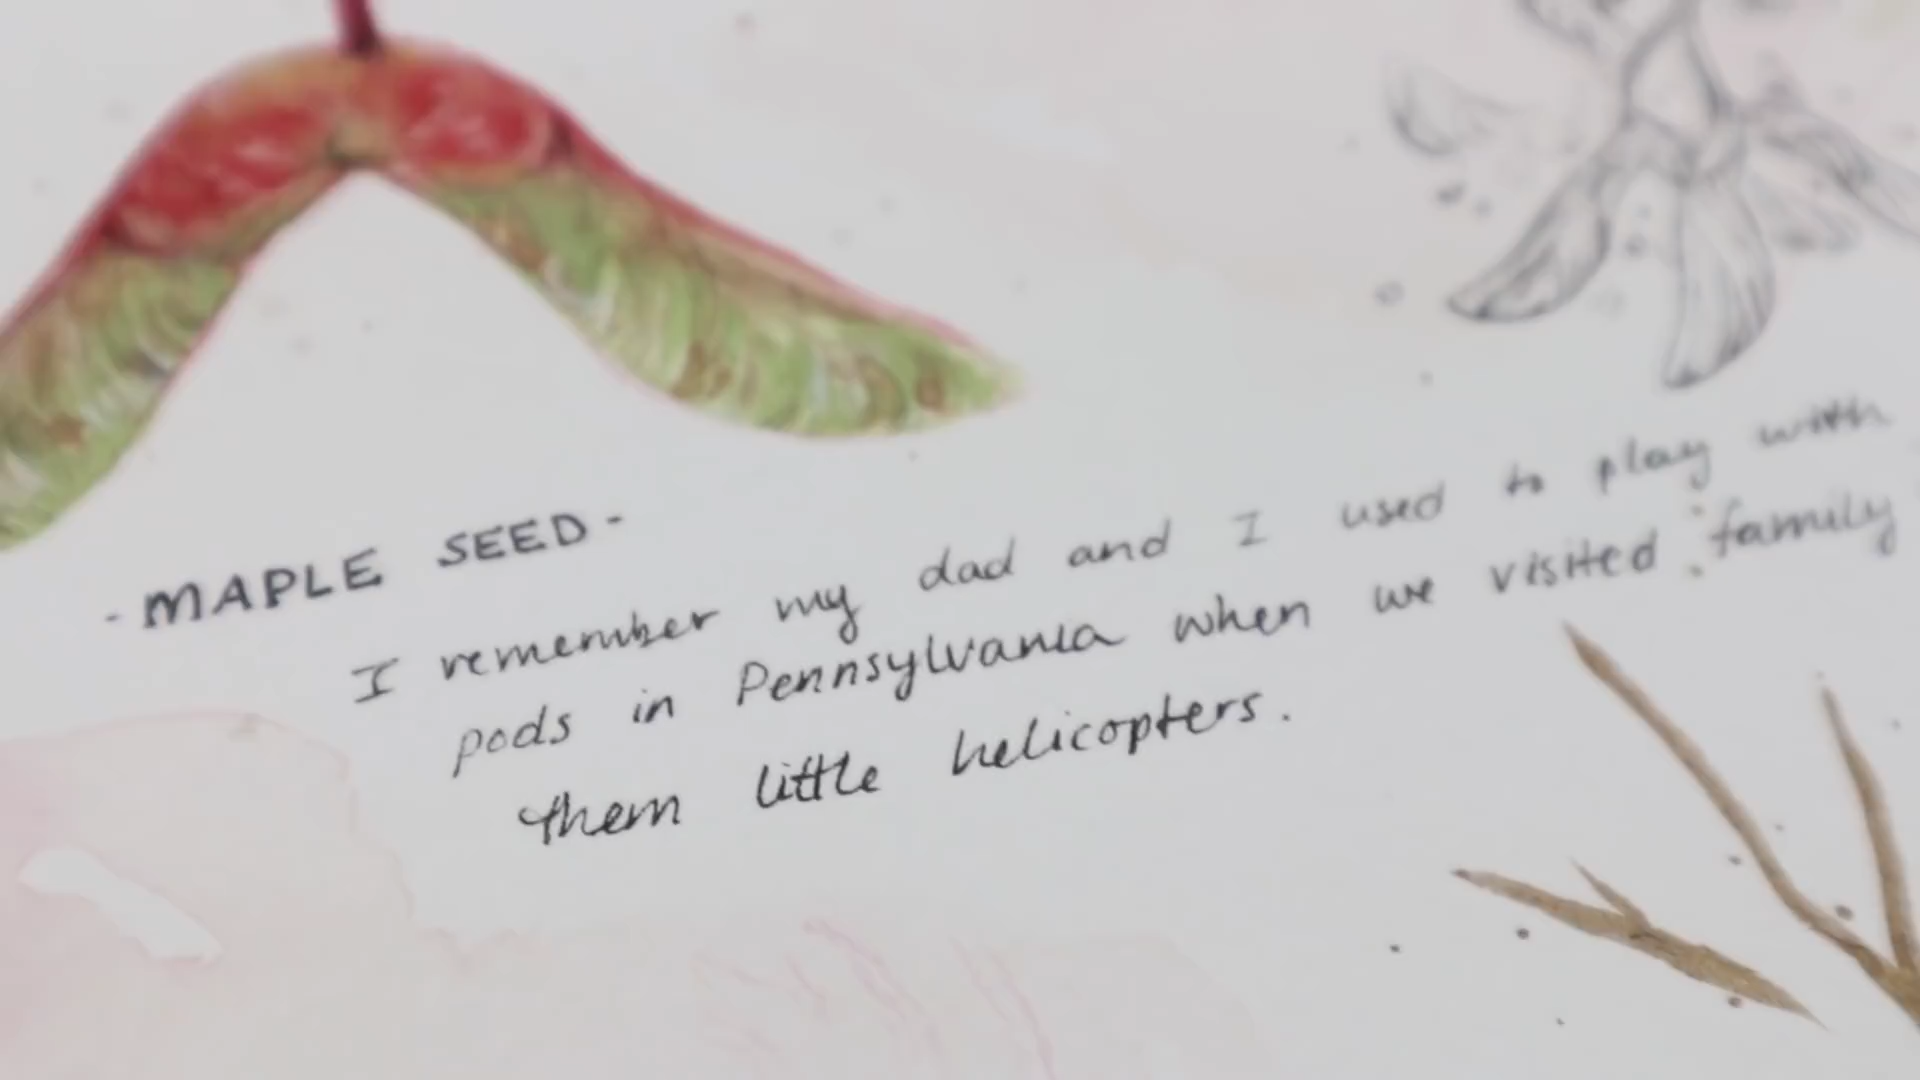 - MAPLE SEED -
I remember my dad and I used to play with
pods in Pennsylvania when we visited family
them little helicopters.